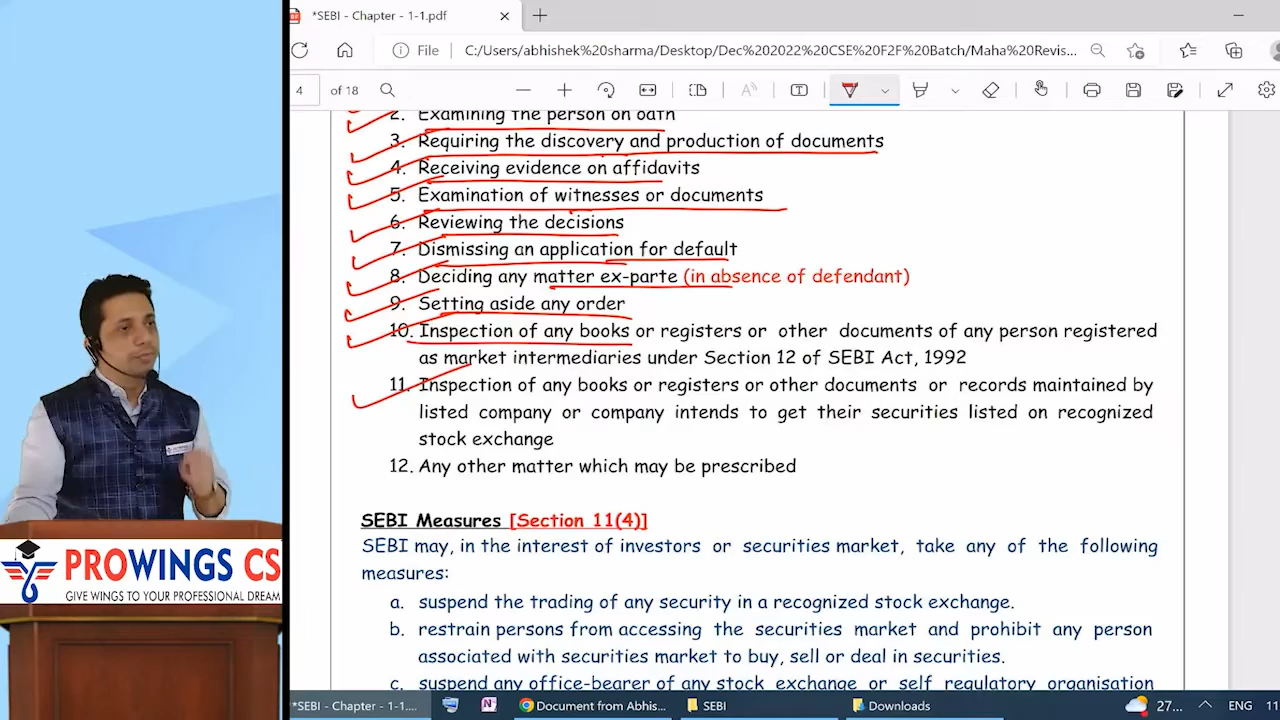 *SEBI - Chapter - 1-1.pdf
File
C:/Users/abhishek%20sharma/Desktop/Dec%202022%20CSE%20F2F%20Batch/Maha%20Revis...
4 of 18
2. Examining the person on oath
3. Requiring the discovery and production of documents
4. Receiving evidence on affidavits
5. Examination of witnesses or documents
6. Reviewing the decisions
7. Dismissing an application for default
8. Deciding any matter ex-parte (in absence of defendant)
9. Setting aside any order
10. Inspection of any books or registers or other documents of any person registered
as market intermediaries under Section 12 of SEBI Act, 1992
11. Inspection of any books or registers or other documents or records maintained by
listed company or company intends to get their securities listed on recognized
stock exchange
12. Any other matter which may be prescribed
SEBI Measures [Section 11(4)]
SEBI may, in the interest of investors or securities market, take any of the following
measures:
a. suspend the trading of any security in a recognized stock exchange.
b. restrain persons from accessing the securities market and prohibit any person
associated with securities market to buy, sell or deal in securities.
c. suspend any office-bearer of any stock exchange or self regulatory organisation
PROWINGS CS
GIVE WINGS TO YOUR PROFESSIONAL DREAM
*SEBI - Chapter - 1-1....
Document from Abhis...
SEBI
Downloads
27...
ENG
11